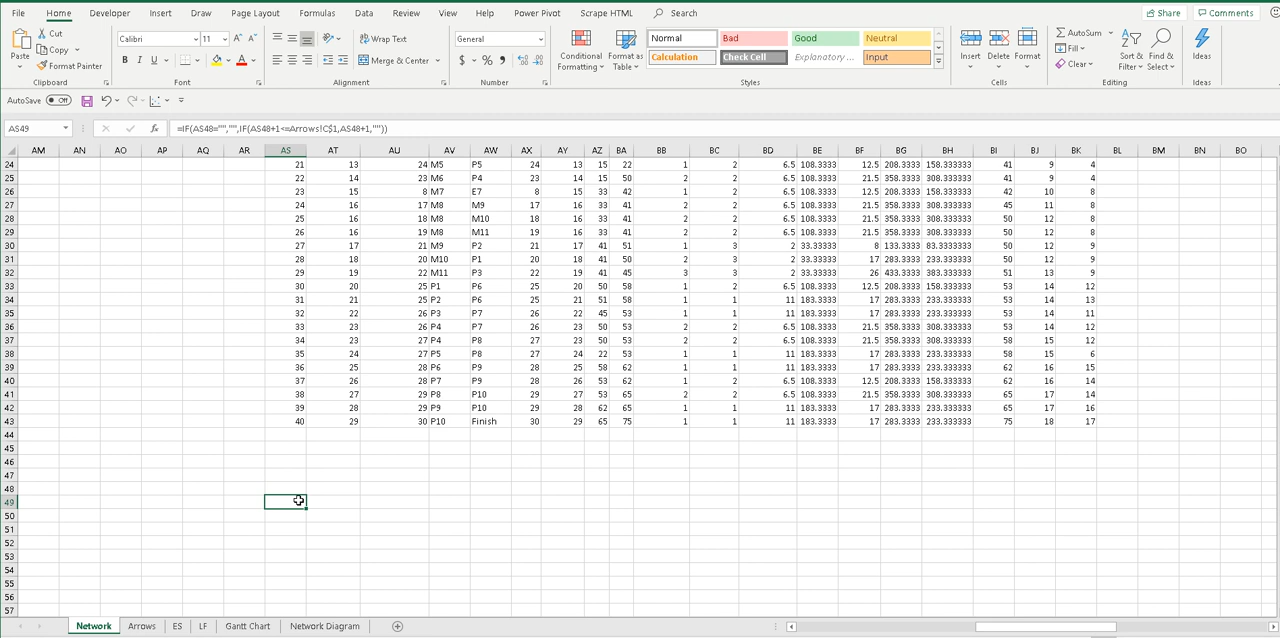 File Home Developer Insert Draw Page Layout Formulas Data Review View Help Power Pivot Scrape HTML Search Share Comments
Cut Calibri 11 Wrap Text General Normal Bad Good Neutral AutoSum
Copy Fill
Paste Format Painter B I U Merge & Center $ % Conditional Formatting Format as Table Calculation Check Cell Explanatory ... Input Insert Delete Format Clear Sort & Filter Find & Select Ideas
Clipboard Font Alignment Number Styles Cells Editing Ideas
AutoSave Off
AS49 fx =IF(AS48="","",IF(AS48+1<=Arrows!C$1,AS48+1,""))
AM AN AO AP AQ AR AS AT AU AV AW AX AY AZ BA BB BC BD BE BF BG BH BI BJ BK BL BM BN BO
24 21 13 24 M5 P5 24 13 15 22 1 2 6.5 108.3333 12.5 208.3333 158.333333 41 9 4
25 22 14 23 M6 P4 23 14 15 50 2 2 6.5 108.3333 21.5 358.3333 308.333333 41 9 4
26 23 15 8 M7 E7 8 15 33 42 1 2 6.5 108.3333 12.5 208.3333 158.333333 42 10 8
27 24 16 17 M8 M9 17 16 33 41 2 2 6.5 108.3333 21.5 358.3333 308.333333 45 11 8
28 25 16 18 M8 M10 18 16 33 41 2 2 6.5 108.3333 21.5 358.3333 308.333333 50 12 8
29 26 16 19 M8 M11 19 16 33 41 2 2 6.5 108.3333 21.5 358.3333 308.333333 50 12 8
30 27 17 21 M9 P2 21 17 41 51 1 3 2 33.33333 8 133.3333 83.3333333 50 12 9
31 28 18 20 M10 P1 20 18 41 50 2 3 2 33.33333 17 283.3333 233.333333 50 12 9
32 29 19 22 M11 P3 22 19 41 45 3 3 2 33.33333 26 433.3333 383.333333 51 13 9
33 30 20 25 P1 P6 25 20 50 58 1 2 6.5 108.3333 12.5 208.3333 158.333333 53 14 12
34 31 21 25 P2 P6 25 21 51 58 1 1 11 183.3333 17 283.3333 233.333333 53 14 13
35 32 22 26 P3 P7 26 22 45 53 1 1 11 183.3333 17 283.3333 233.333333 53 14 11
36 33 23 26 P4 P7 26 23 50 53 2 2 6.5 108.3333 21.5 358.3333 308.333333 53 14 12
37 34 23 27 P4 P8 27 23 50 53 2 2 6.5 108.3333 21.5 358.3333 308.333333 58 15 12
38 35 24 27 P5 P8 27 24 22 53 1 1 11 183.3333 17 283.3333 233.333333 58 15 6
39 36 25 28 P6 P9 28 25 58 62 1 1 11 183.3333 17 283.3333 233.333333 62 16 15
40 37 26 28 P7 P9 28 26 53 62 1 2 6.5 108.3333 12.5 208.3333 158.333333 62 16 14
41 38 27 29 P8 P10 29 27 53 65 2 2 6.5 108.3333 21.5 358.3333 308.333333 65 17 14
42 39 28 29 P9 P10 29 28 62 65 1 1 11 183.3333 17 283.3333 233.333333 65 17 16
43 40 29 30 P10 Finish 30 29 65 75 1 1 11 183.3333 17 283.3333 233.333333 75 18 17
44
45
46
47
48
49
50
51
52
53
54
55
56
57
Network Arrows ES LF Gantt Chart Network Diagram